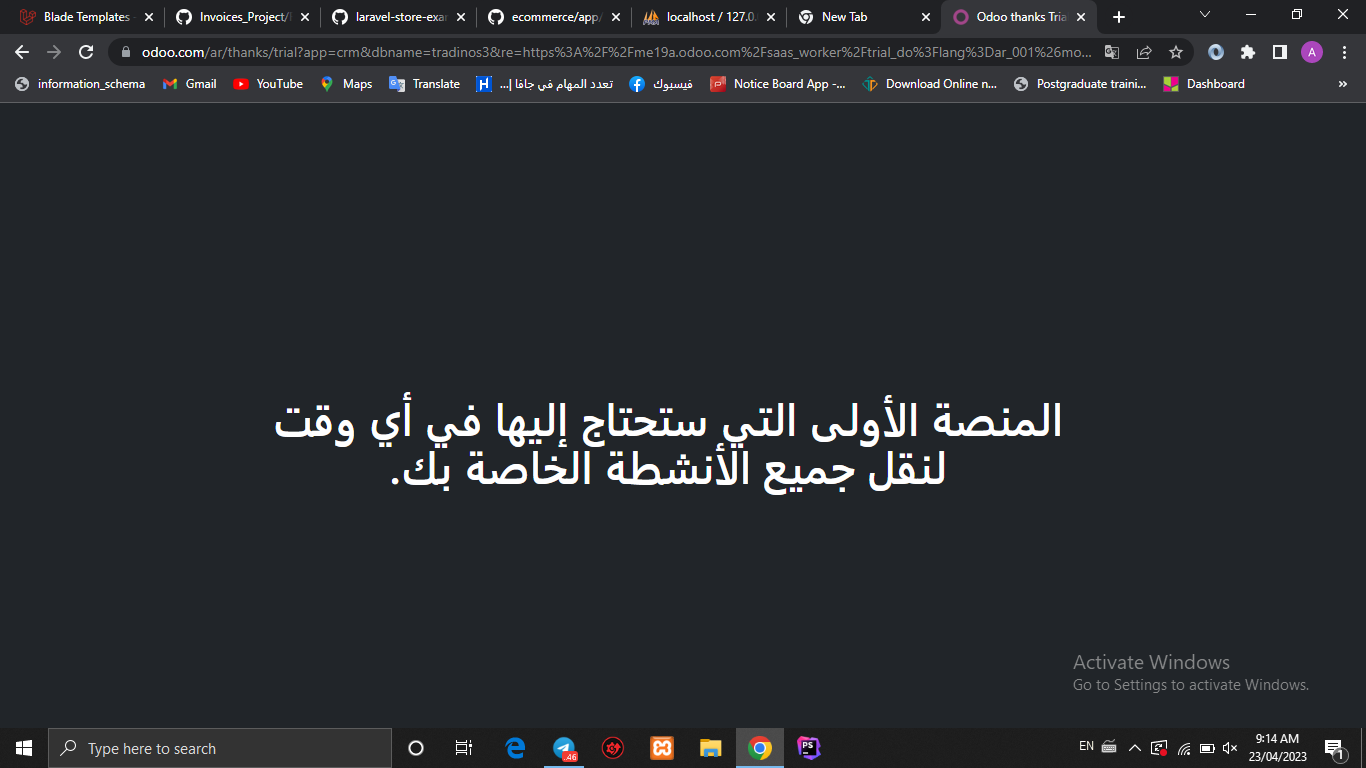 Blade Templates
Invoices_Project/
laravel-store-exa
ecommerce/app/
localhost / 127.0.
New Tab
Odoo thanks Tria
odoo.com/ar/thanks/trial?app=crm&dbname=tradinos3&re=https%3A%2F%2Fme19a.odoo.com%2Fsaas_worker%2Ftrial_do%3Flang%3Dar_001%26mo...
A
information_schema
Gmail
YouTube
Maps
Translate
H
تعدد المهام في جافا إ...
فيسبوك
Notice Board App -...
Download Online n...
Postgraduate traini...
Dashboard
»
المنصة الأولى التي ستحتاج إليها في أي وقت
لنقل جميع الأنشطة الخاصة بك.
Activate Windows
Go to Settings to activate Windows.
Type here to search
.46
PS
EN
9:14 AM
23/04/2023
1